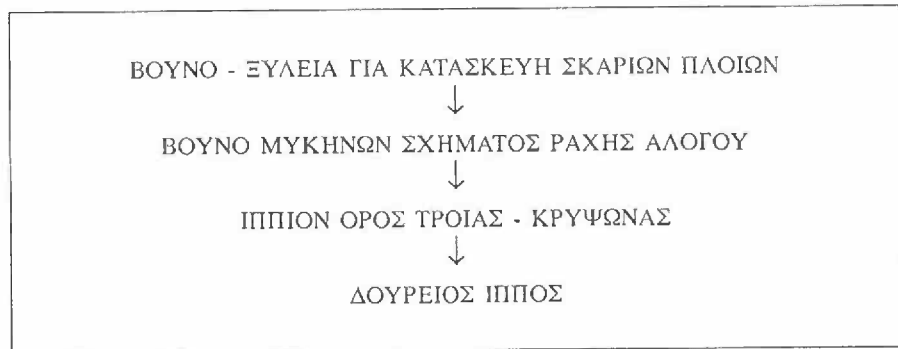 ΒΟΥΝΟ - ΞΥΛΕΙΑ ΓΙΑ ΚΑΤΑΣΚΕΥΗ ΣΚΑΡΙΩΝ ΠΛΟΙΩΝ
↓
ΒΟΥΝΟ ΜΥΚΗΝΩΝ ΣΧΗΜΑΤΟΣ ΡΑΧΗΣ ΑΛΟΓΟΥ
↓
ΙΠΠΙΟΝ ΟΡΟΣ ΤΡΟΙΑΣ - ΚΡΥΨΩΝΑΣ
↓
ΔΟΥΡΕΙΟΣ ΙΠΠΟΣ